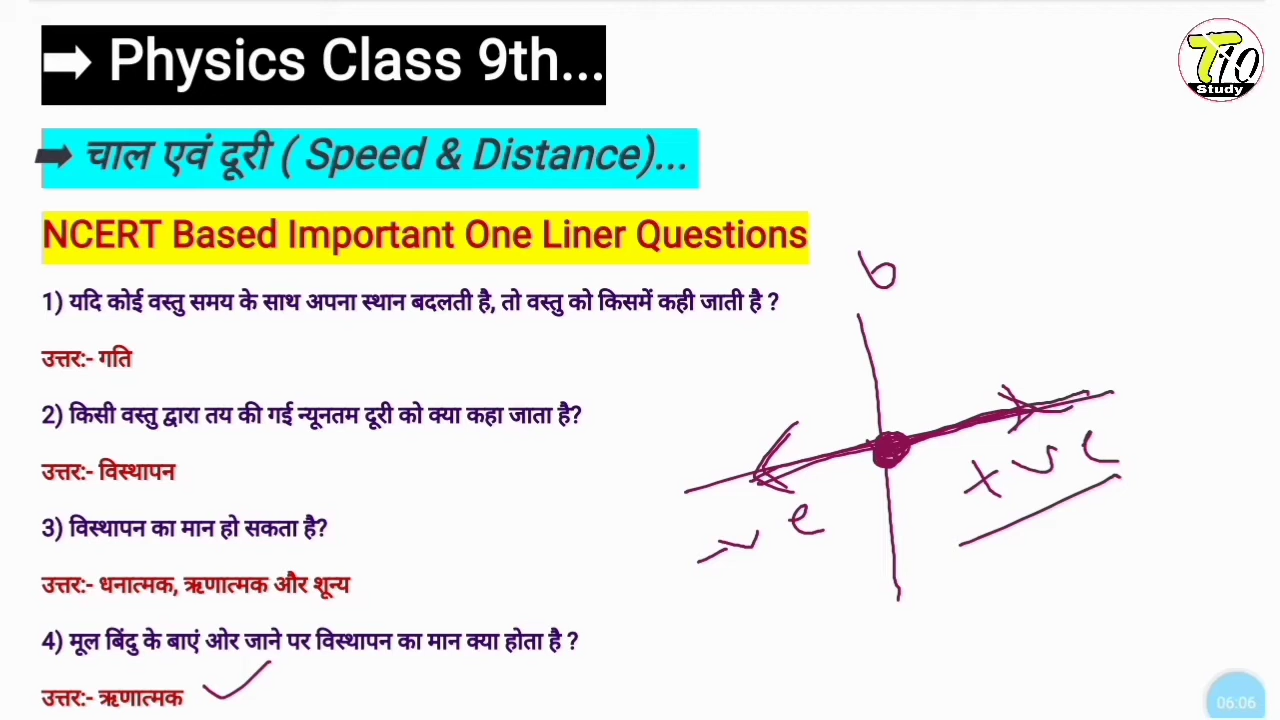 ➡ Physics Class 9th...
T10
Study
➡ चाल एवं दूरी ( Speed & Distance)...
NCERT Based Important One Liner Questions
b
1) यदि कोई वस्तु समय के साथ अपना स्थान बदलती है, तो वस्तु को किसमें कही जाती है ?
उत्तर:- गति
2) किसी वस्तु द्वारा तय की गई न्यूनतम दूरी को क्या कहा जाता है?
उत्तर:- विस्थापन
+ve
-ve
3) विस्थापन का मान हो सकता है?
उत्तर:- धनात्मक, ऋणात्मक और शून्य
4) मूल बिंदु के बाएं ओर जाने पर विस्थापन का मान क्या होता है ?
उत्तर:- ऋणात्मक
06:06